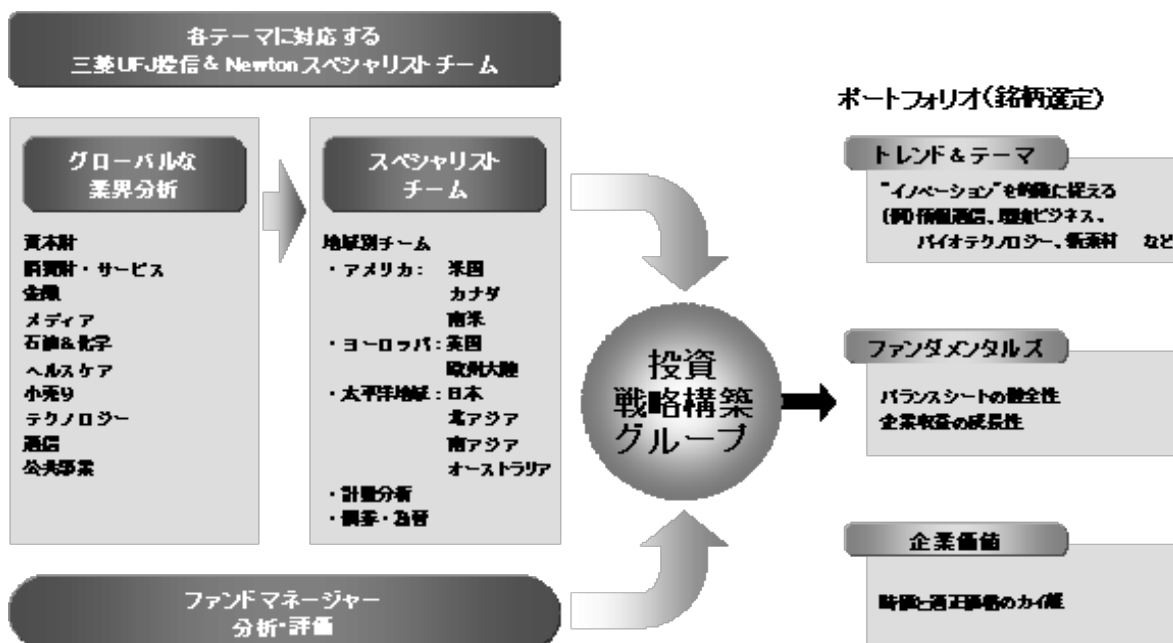 各テーマに対応する
三菱UFJ投信 & Newton スペシャリストチーム
グローバルな
業界分析
資本財
消費財・サービス
金融
メディア
石油&化学
ヘルスケア
小売り
テクノロジー
通信
公共事業
スペシャリスト
チーム
地域別チーム
・アメリカ: 米国
カナダ
南米
・ヨーロッパ:英国
欧州大陸
・太平洋地域:日本
北アジア
南アジア
オーストラリア
・計量分析
・債券・為替
ファンドマネージャー
分析・評価
投資
戦略構築
グループ
ポートフォリオ(銘柄選定)
トレンド&テーマ
"イノベーション"を的確に捉える
(例)情報通信、環境ビジネス、
バイオテクノロジー、新素材 など
ファンダメンタルズ
バランスシートの健全性
企業収益の成長性
企業価値
時価と適正価格のカイ離